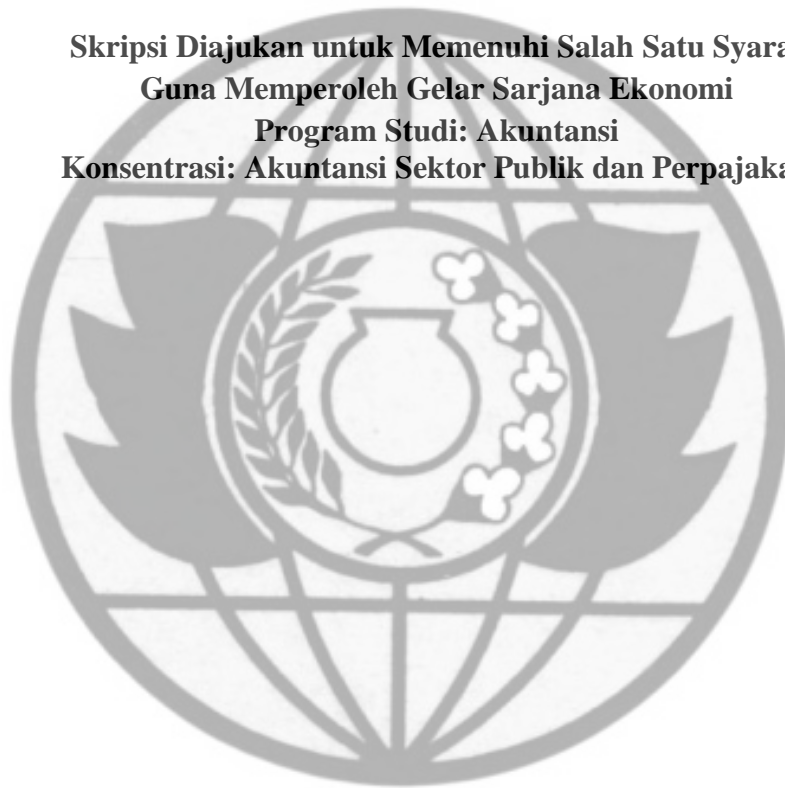 Skripsi Diajukan untuk Memenuhi Salah Satu Syara
Guna Memperoleh Gelar Sarjana Ekonomi
Program Studi: Akuntansi
Konsentrasi: Akuntansi Sektor Publik dan Perpajaka